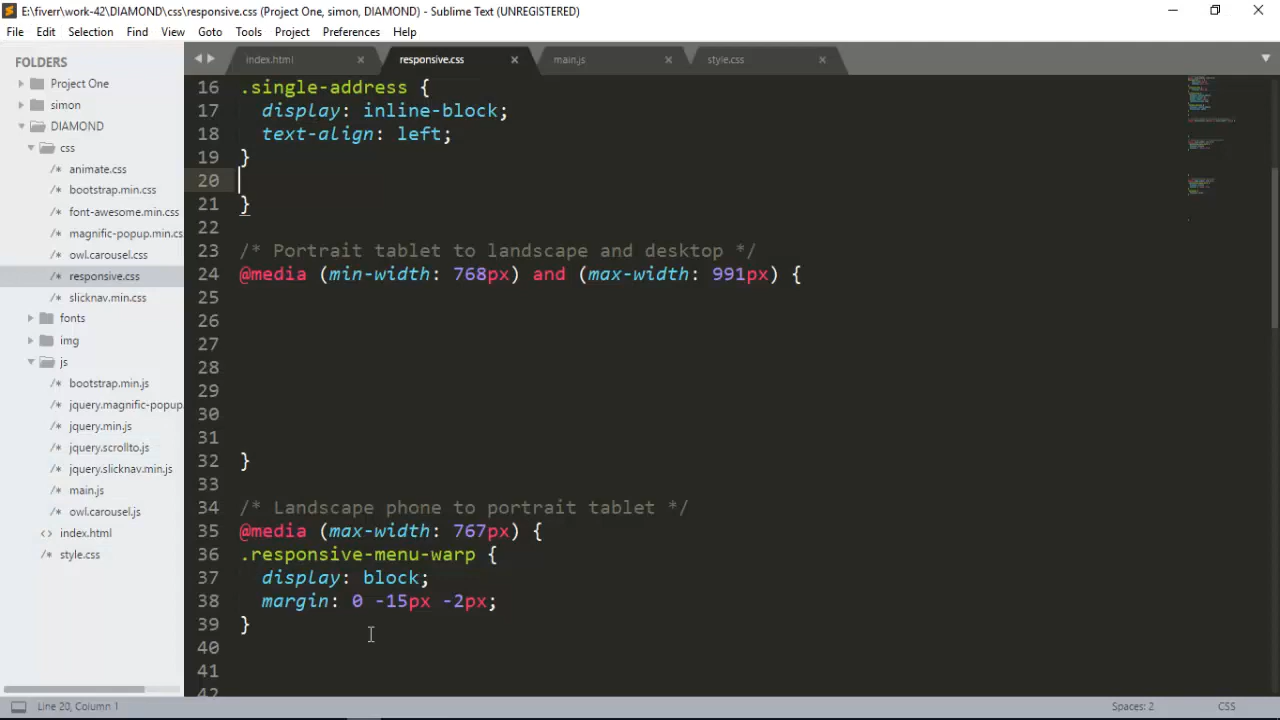 E:\fiverr\work-42\DIAMOND\css\responsive.css (Project One, simon, DIAMOND) - Sublime Text (UNREGISTERED)
File Edit Selection Find View Goto Tools Project Preferences Help
FOLDERS
Project One
simon
DIAMOND
css
/* animate.css
/* bootstrap.min.css
/* font-awesome.min.css
/* magnific-popup.min.cs
/* owl.carousel.css
/* responsive.css
/* slicknav.min.css
fonts
img
js
/* bootstrap.min.js
/* jquery.magnific-popup.
/* jquery.min.js
/* jquery.scrollto.js
/* jquery.slicknav.min.js
/* main.js
/* owl.carousel.js
<> index.html
/* style.css
index.html × responsive.css × main.js × style.css ×
16 .single-address {
17 display: inline-block;
18 text-align: left;
19 }
20
21 }
22
23 /* Portrait tablet to landscape and desktop */
24 @media (min-width: 768px) and (max-width: 991px) {
25
26
27
28
29
30
31
32 }
33
34 /* Landscape phone to portrait tablet */
35 @media (max-width: 767px) {
36 .responsive-menu-warp {
37 display: block;
38 margin: 0 -15px -2px;
39 }
40
41
42
Line 20, Column 1 Spaces: 2 CSS